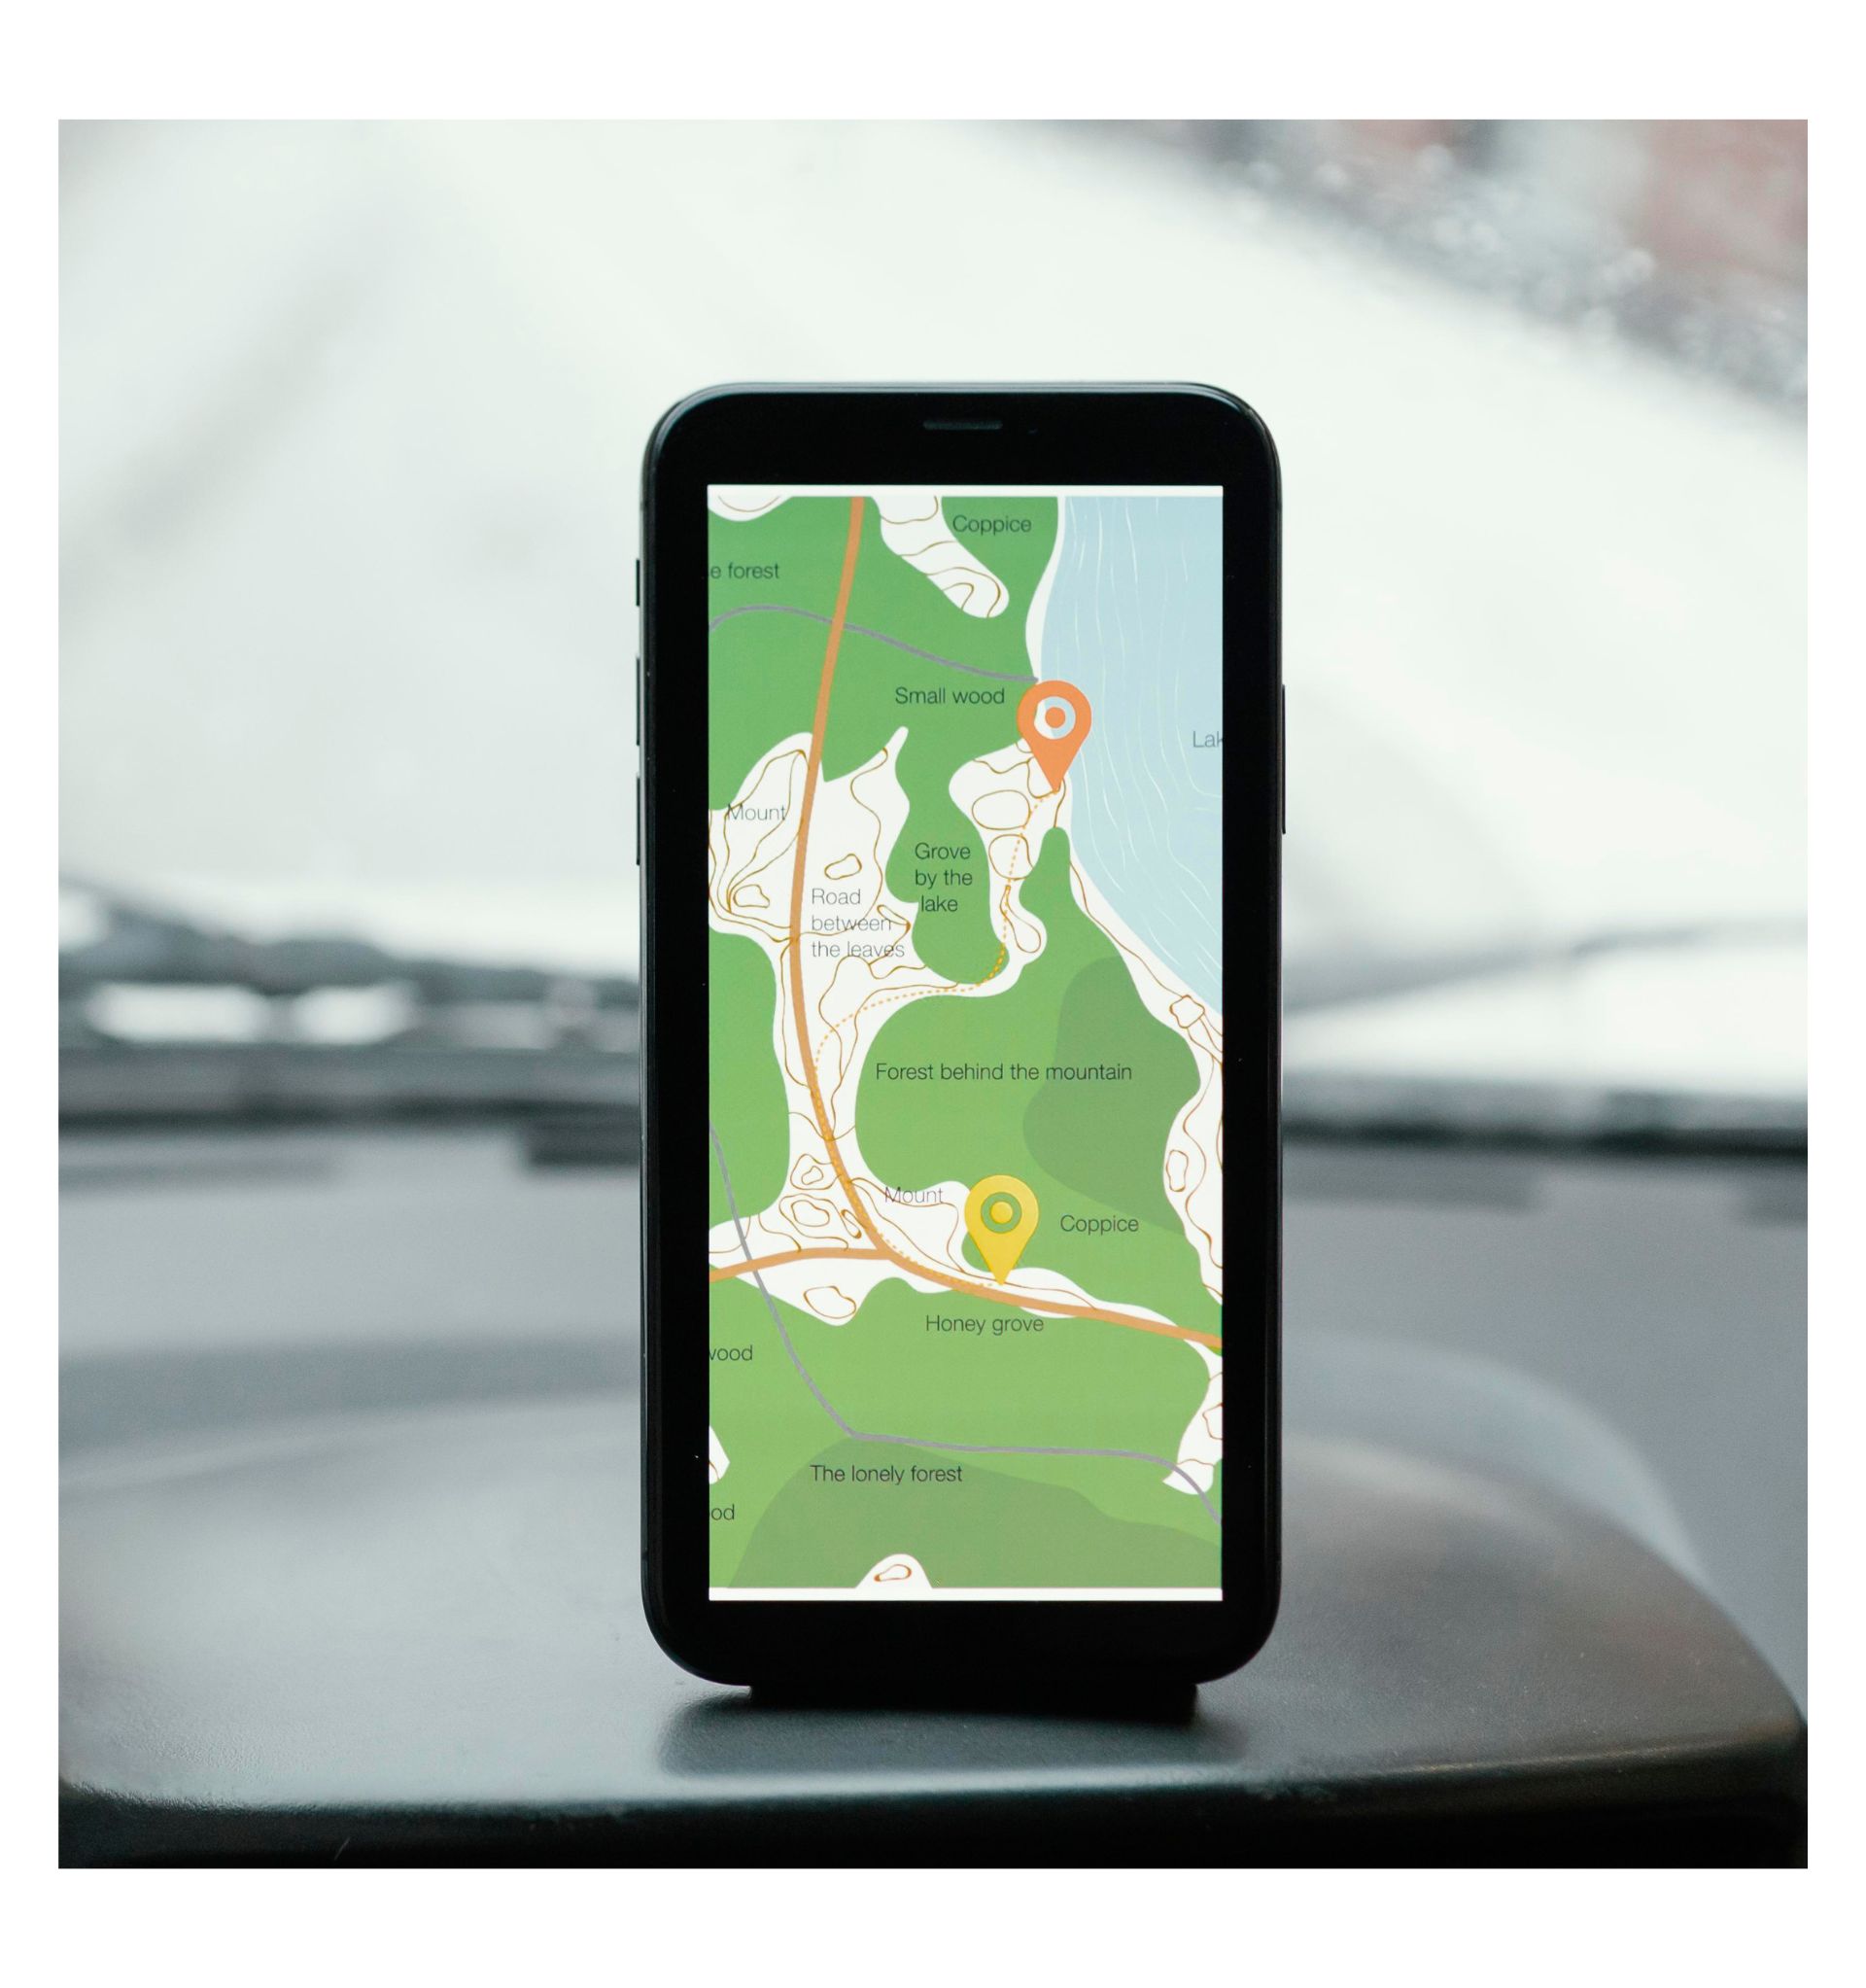 Coppice
e forest
Small wood
Lak
Mount
Grove
by the
lake
Road
between
the leaves
Forest behind the mountain
Mount
Coppice
Honey grove
wood
The lonely forest
od